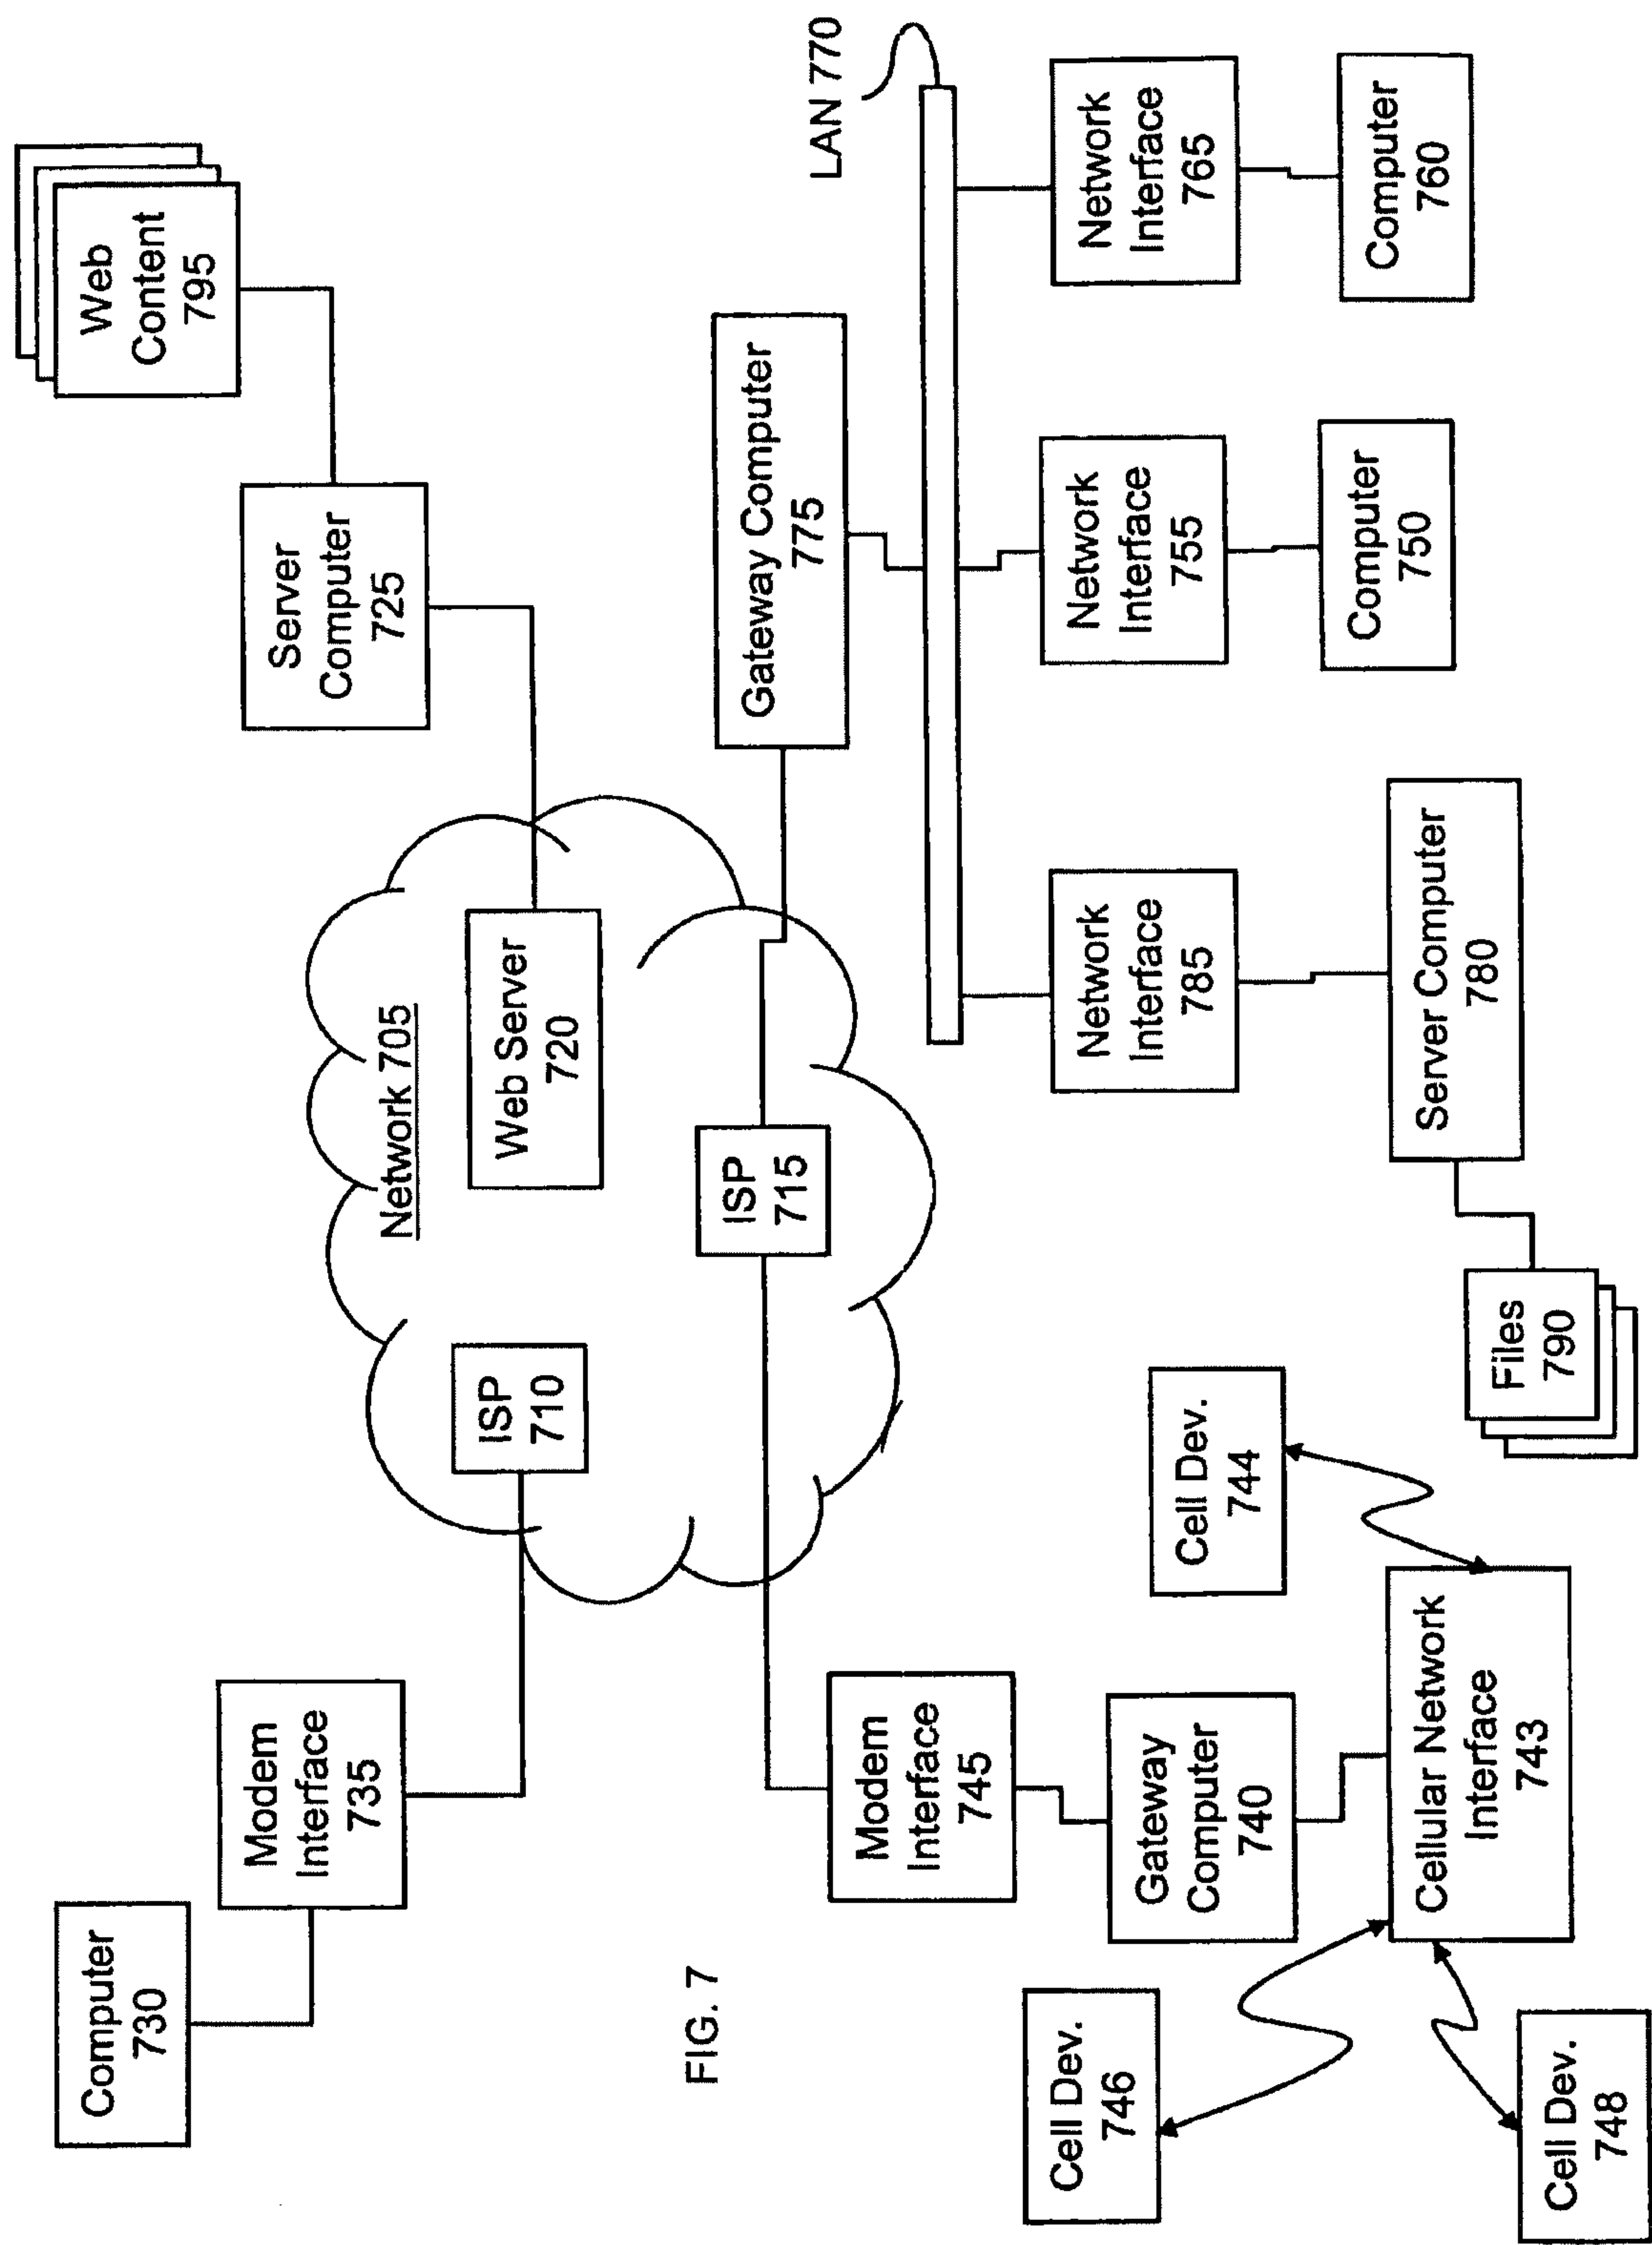 Computer
730
Modem
Interface
735
ISP
710
Network 705
Web Server
720
Server
Computer
725
Web
Content
795
FIG. 7
ISP
715
Gateway Computer
775
LAN 770
Modem
Interface
745
Gateway
Computer
740
Cellular Network
Interface
743
Cell Dev.
746
Cell Dev.
748
Cell Dev.
744
Network
Interface
785
Server Computer
780
Files
790
Network
Interface
755
Computer
750
Network
Interface
765
Computer
760